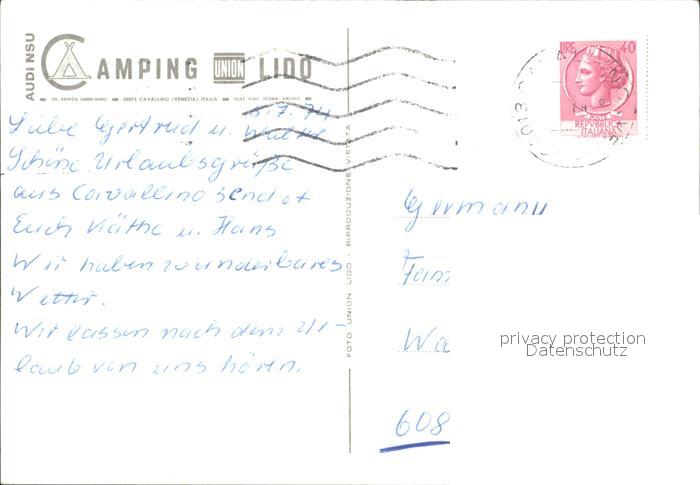 AUDI NSU
CAMPING UNION LIDO
30013 CAVALLINO (VENEZIA) ITALIA
8.7.74
Liebe Gertrud u. Walter
Schöne Urlaubsgrüße
aus Cavallino sendet
Euch Käthe u. Hans
Wir haben wunderbares
Wetter.
Wir lassen nach dem Ur-
laub von uns hören.
FOTO UNION LIDO - RIPRODUZIONE VIETATA
LIRE 40
POSTE
REPVBBLICA
ITALIANA
Germany
Fam
Wa
608
privacy protection
Datenschutz